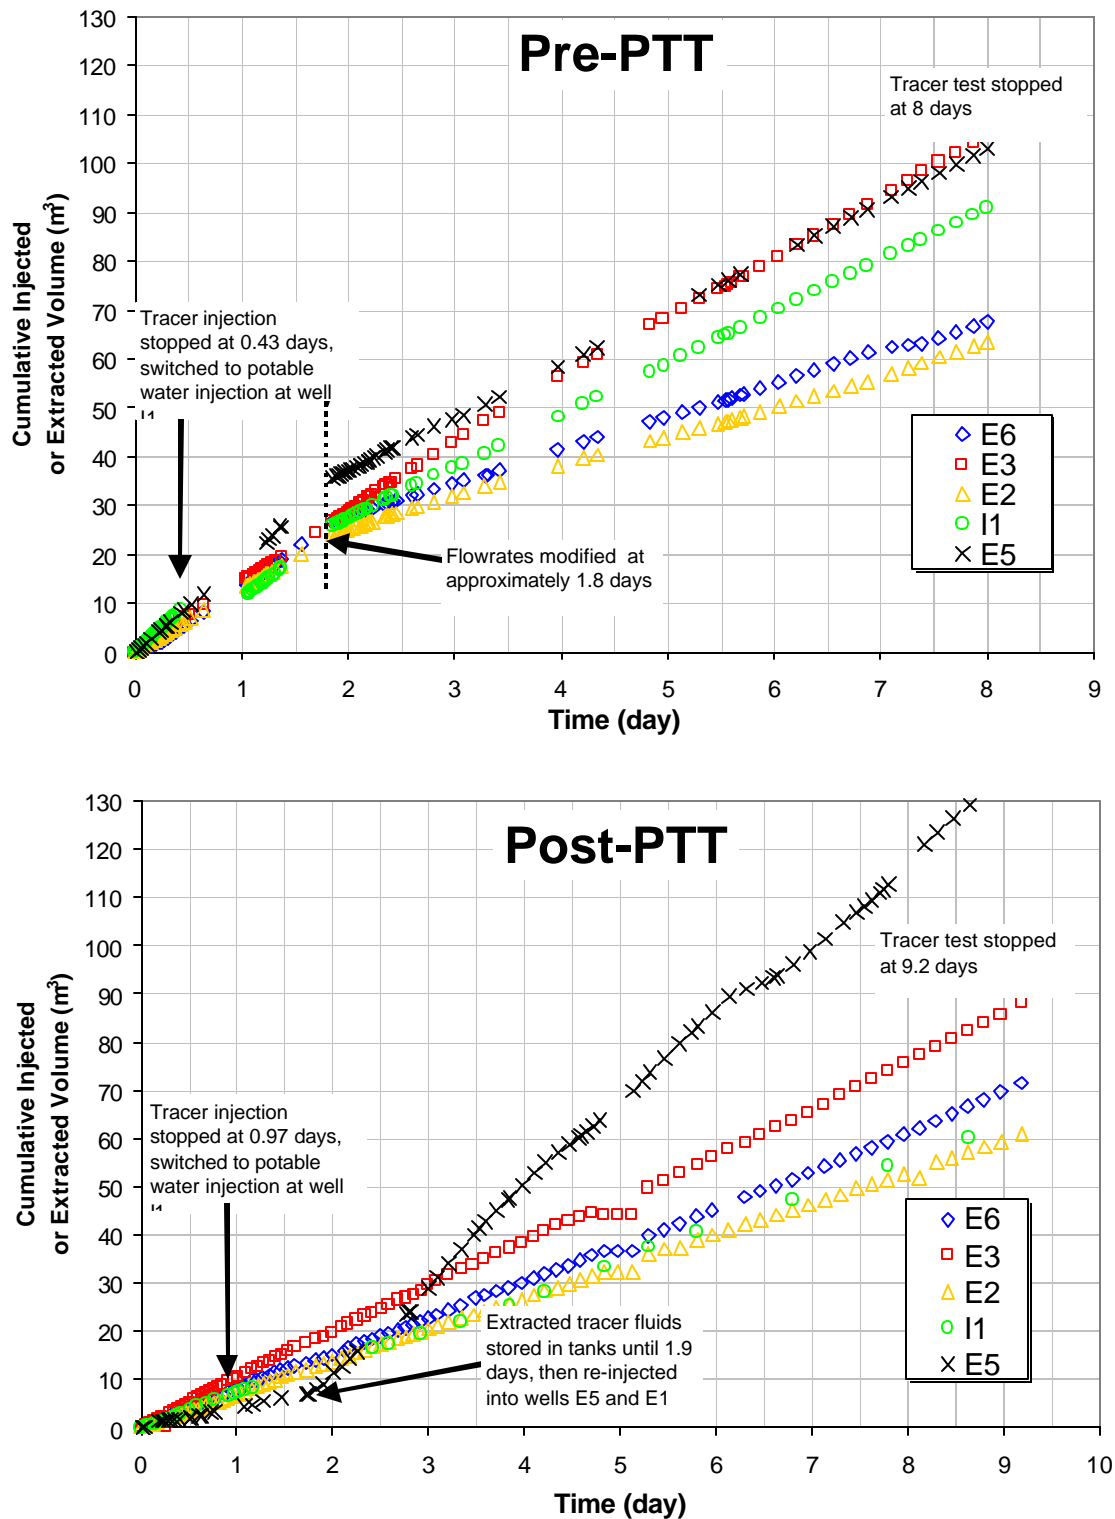 Pre-PTT
130
120
110
100
90
80
70
60
50
40
30
20
10
0
Cumulative Injected
or Extracted Volume (m3)
Tracer test stopped
at 8 days
Tracer injection
stopped at 0.43 days,
switched to potable
water injection at well
I1
Flowrates modified at
approximately 1.8 days
E6
E3
E2
I1
E5
0 1 2 3 4 5 6 7 8 9
Time (day)
Post-PTT
130
120
110
100
90
80
70
60
50
40
30
20
10
0
Cumulative Injected
or Extracted Volume (m3)
Tracer test stopped
at 9.2 days
Tracer injection
stopped at 0.97 days,
switched to potable
water injection at well
I1
Extracted tracer fluids
stored in tanks until 1.9
days, then re-injected
into wells E5 and E1
E6
E3
E2
I1
E5
0 1 2 3 4 5 6 7 8 9 10
Time (day)